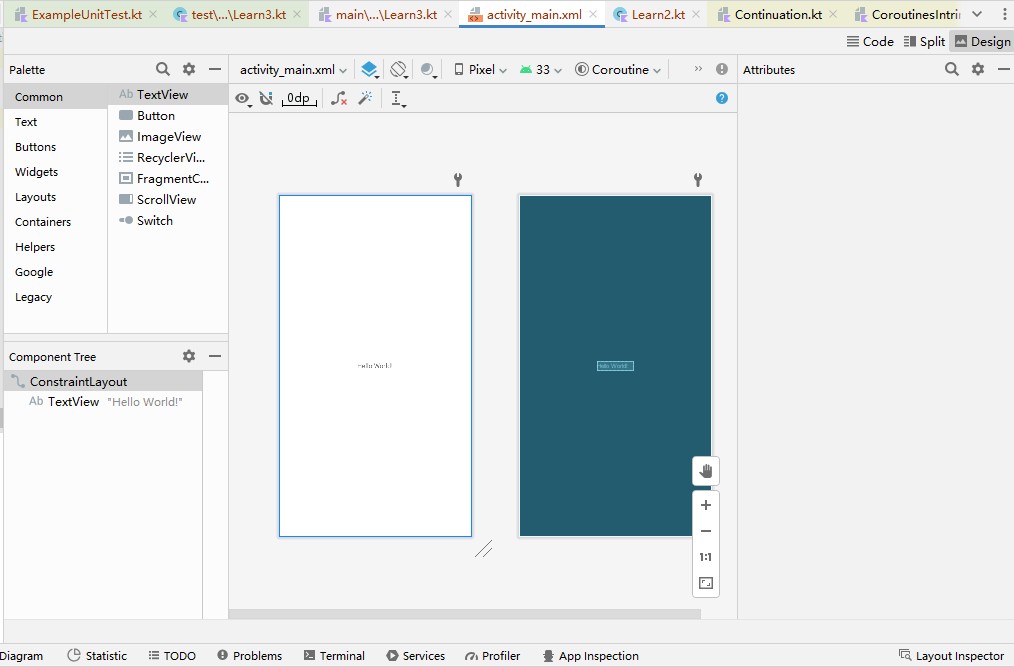 ExampleUnitTest.kt test\...\Learn3.kt main\...\Learn3.kt activity_main.xml Learn2.kt Continuation.kt CoroutinesIntri
Code Split Design
Palette
activity_main.xml Pixel 33 Coroutine
Attributes
0dp
Common
Text
Buttons
Widgets
Layouts
Containers
Helpers
Google
Legacy
Ab TextView
Button
ImageView
RecyclerVi...
FragmentC...
ScrollView
Switch
Hello World!
Hello World!
1:1
Component Tree
ConstraintLayout
Ab TextView "Hello World!"
Diagram Statistic TODO Problems Terminal Services Profiler App Inspection Layout Inspector